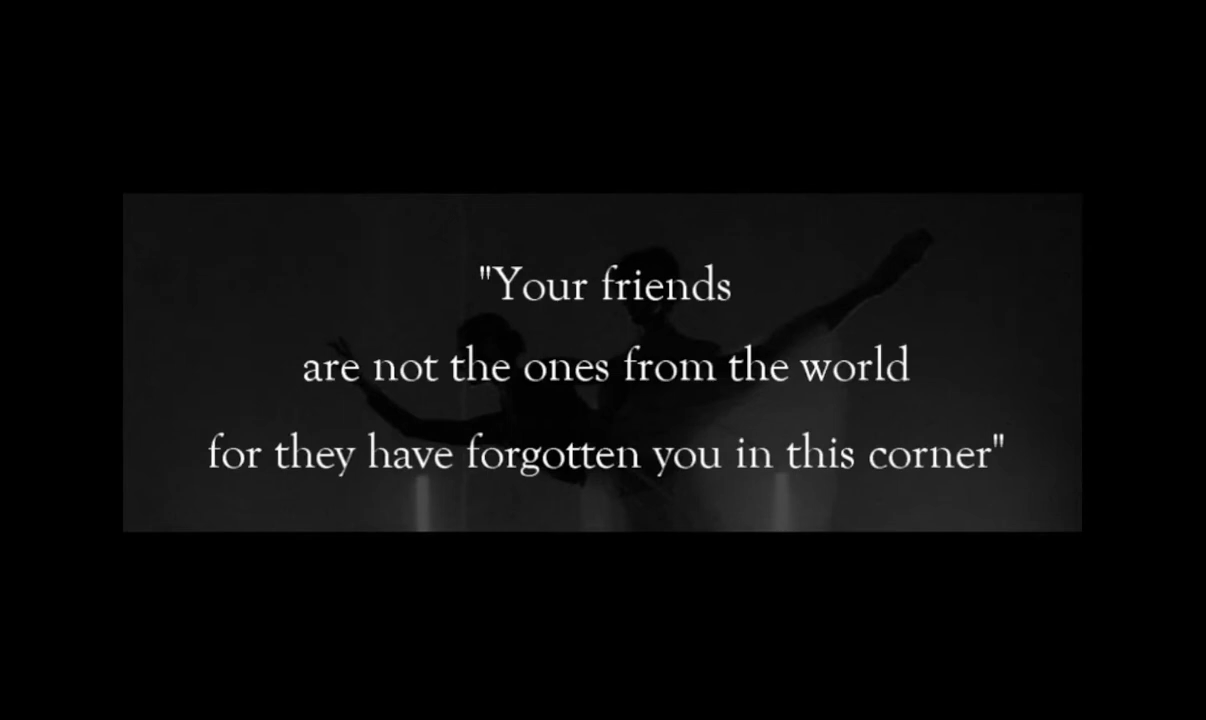 "Your friends
are not the ones from the world
for they have forgotten you in this corner"